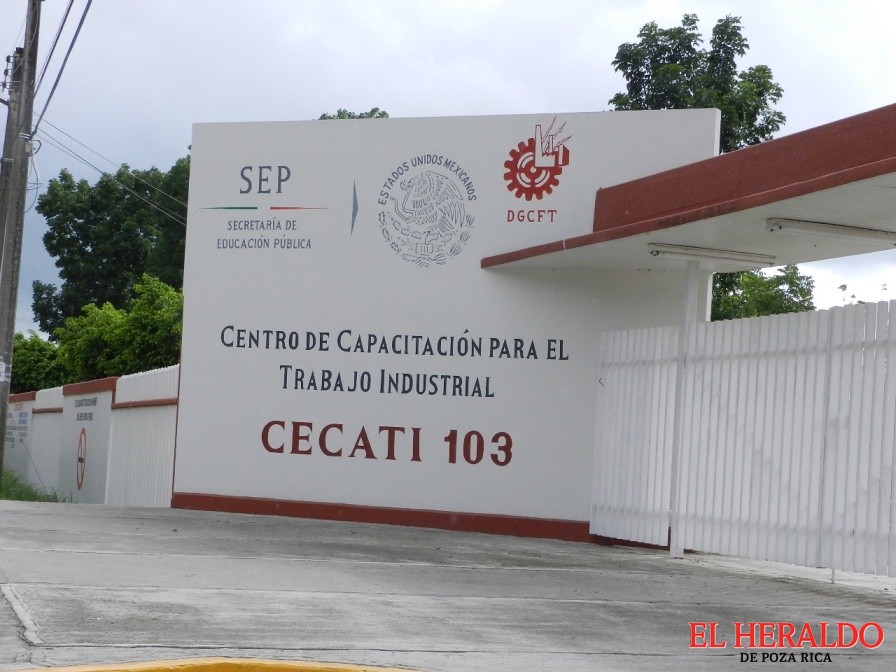 SEP
SECRETARÍA DE
EDUCACIÓN PÚBLICA
ESTADOS UNIDOS MEXICANOS
DGCFT
CENTRO DE CAPACITACIÓN PARA EL
TRABAJO INDUSTRIAL
CECATI 103
EL HERALDO
DE POZA RICA